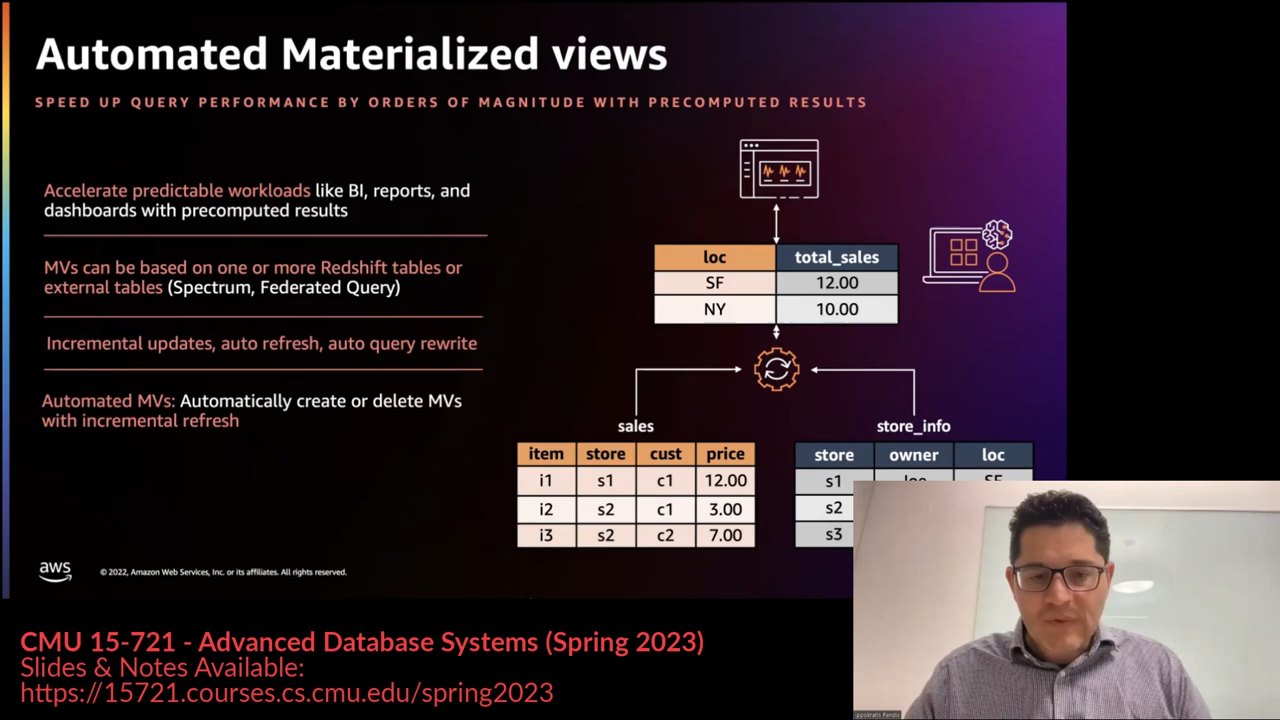 Automated Materialized views
SPEED UP QUERY PERFORMANCE BY ORDERS OF MAGNITUDE WITH PRECOMPUTED RESULTS
Accelerate predictable workloads like BI, reports, and
dashboards with precomputed results
MVs can be based on one or more Redshift tables or
external tables (Spectrum, Federated Query)
Incremental updates, auto refresh, auto query rewrite
Automated MVs: Automatically create or delete MVs
with incremental refresh
loc total_sales
SF 12.00
NY 10.00
sales
item store cust price
i1 s1 c1 12.00
i2 s2 c1 3.00
i3 s2 c2 7.00
store_info
store owner loc
s1 Joe SF
s2
s3
aws
© 2022, Amazon Web Services, Inc. or its affiliates. All rights reserved.
CMU 15-721 - Advanced Database Systems (Spring 2023)
Slides & Notes Available:
https://15721.courses.cs.cmu.edu/spring2023
Ippokratis Pandis